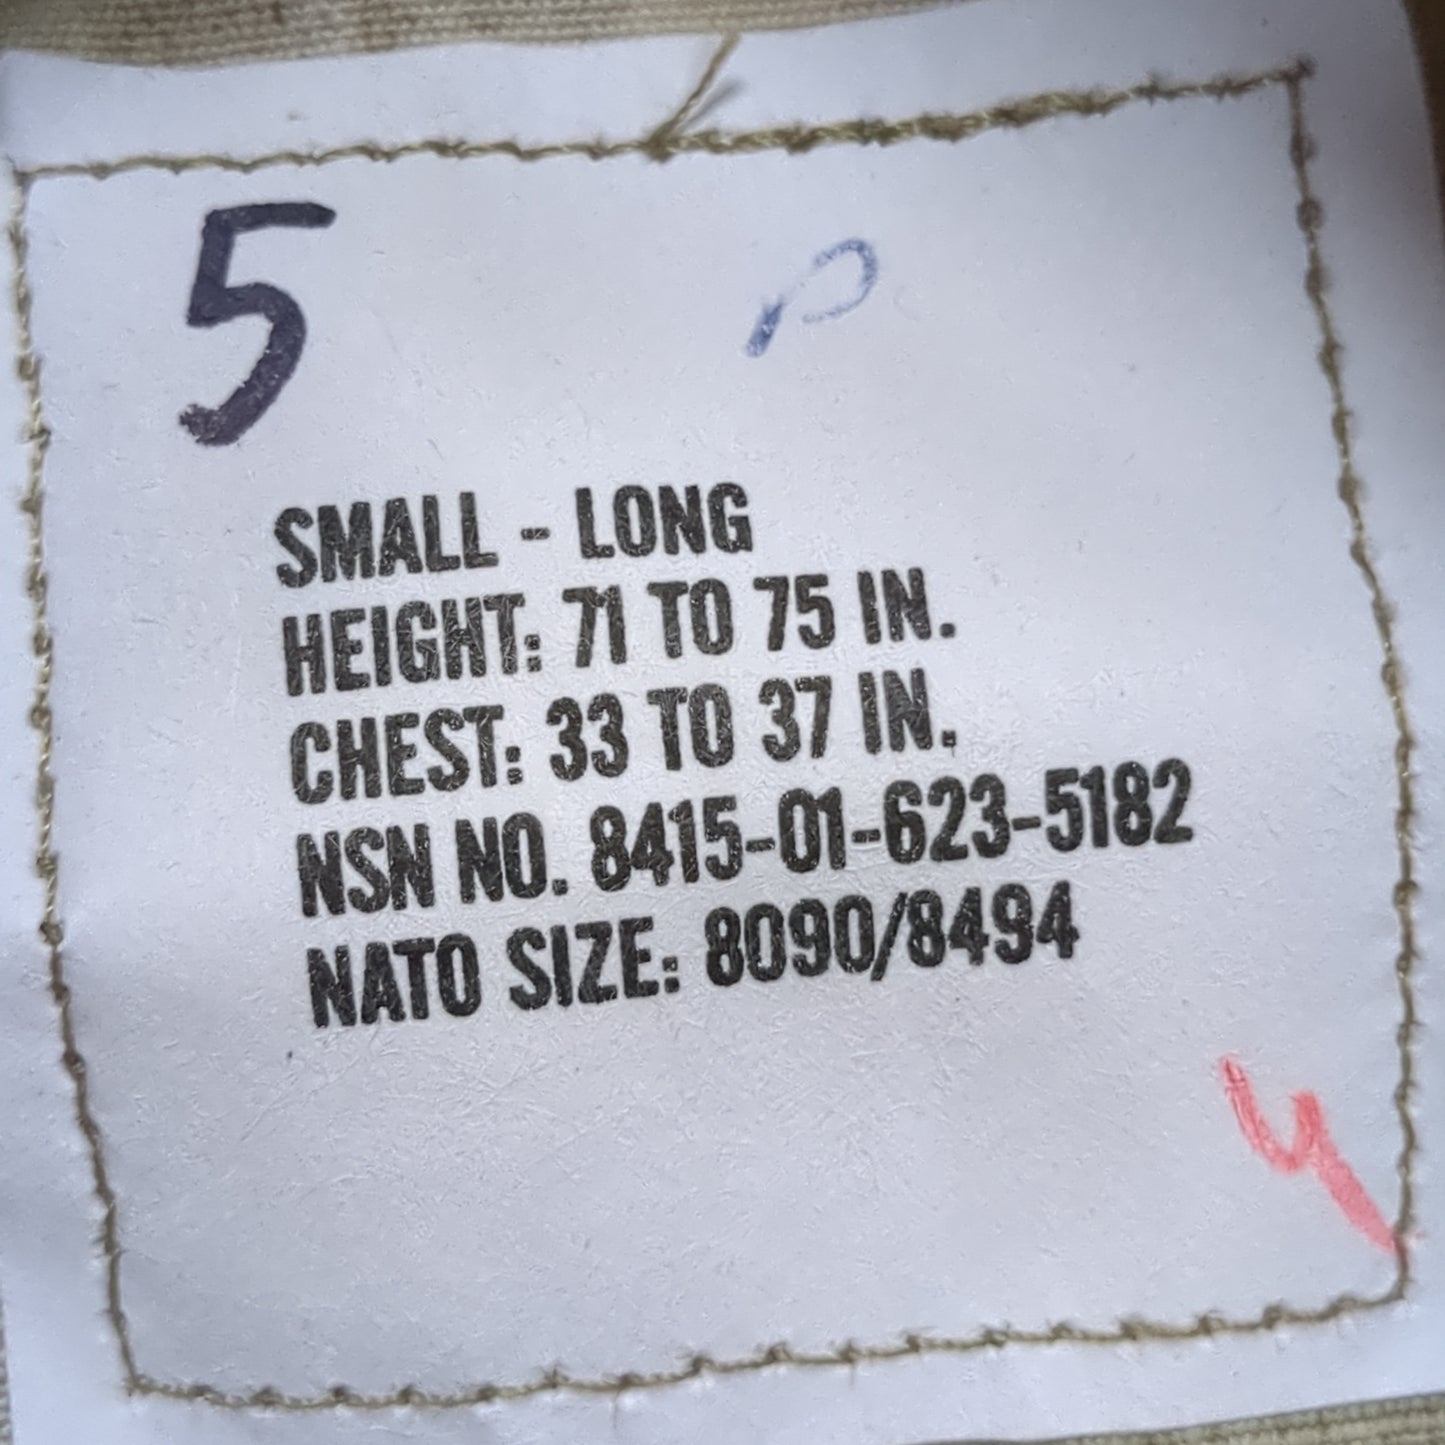 5
P
SMALL - LONG
HEIGHT: 71 TO 75 IN.
CHEST: 33 TO 37 IN.
NSN NO. 8415-01-623-5182
NATO SIZE: 8090/8494
4